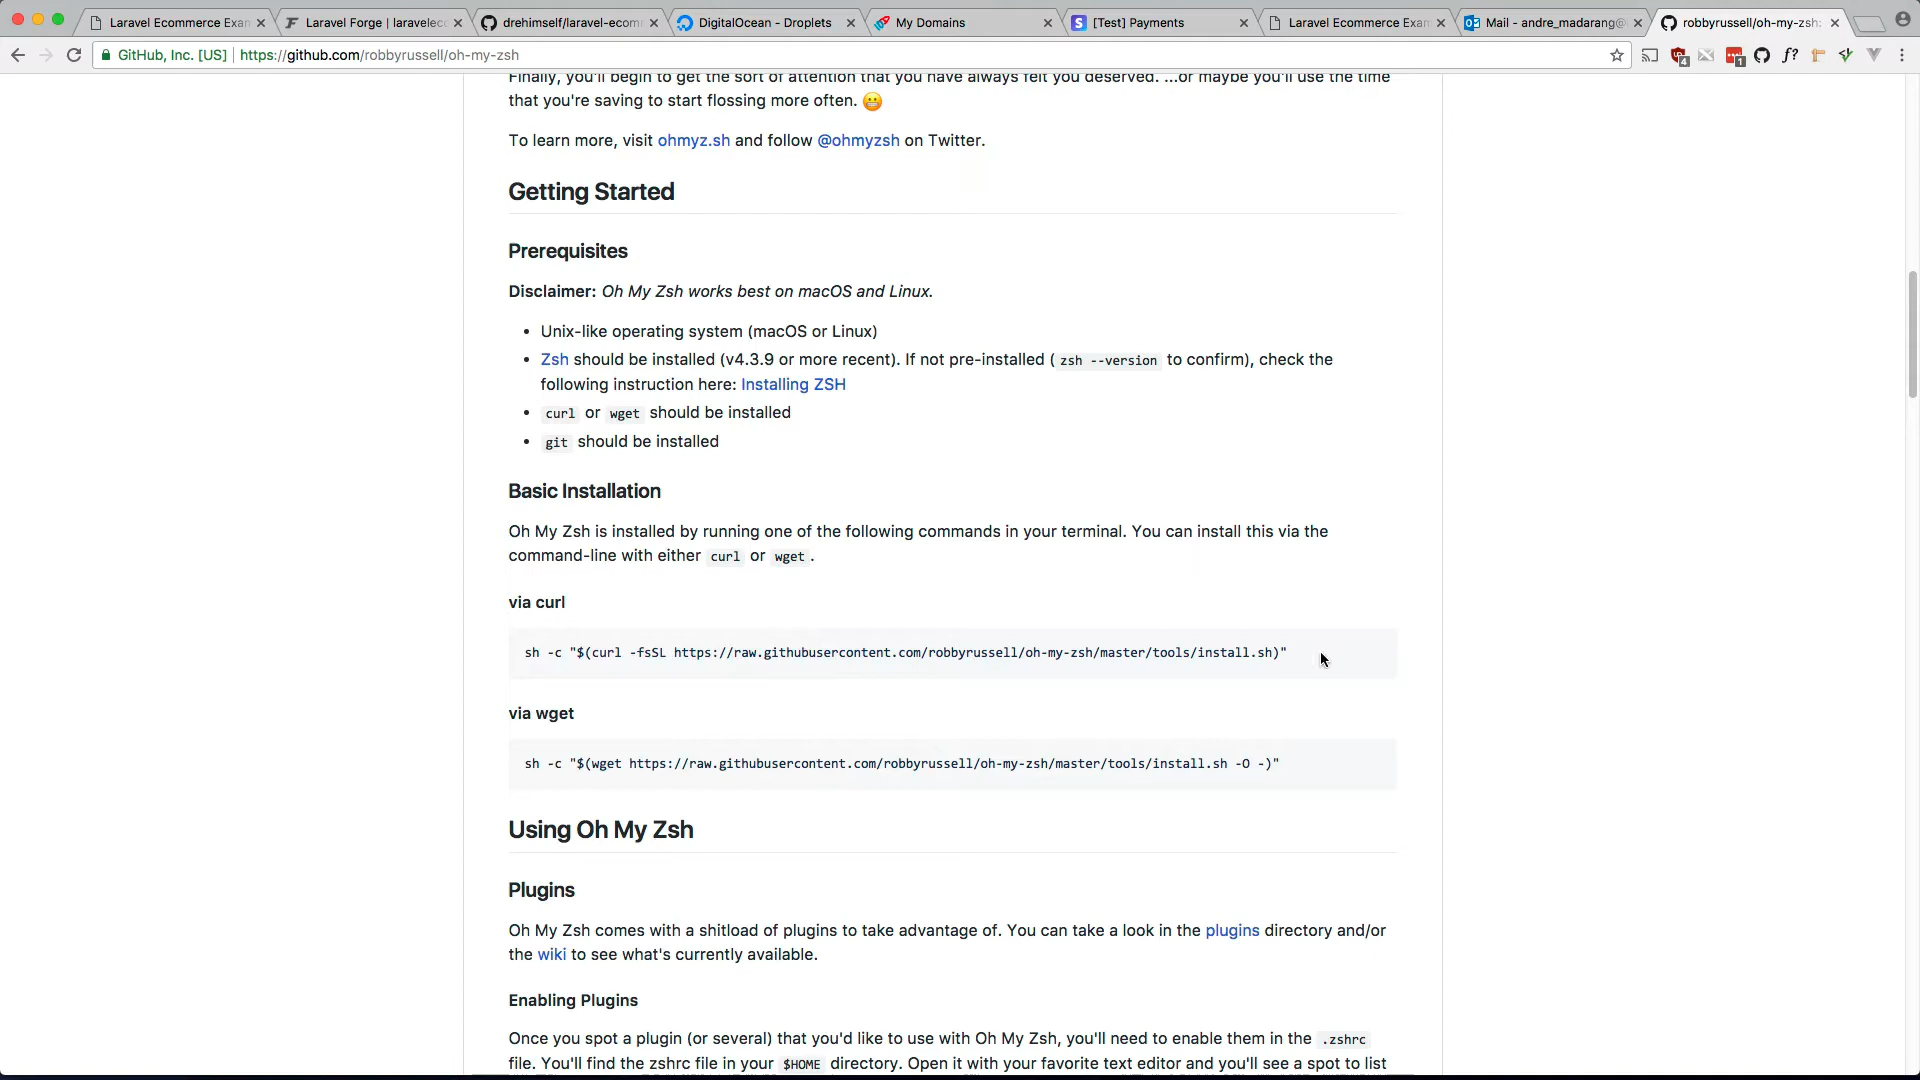 Laravel Ecommerce Exam
Laravel Forge | laravelec
drehimself/laravel-ecomm
DigitalOcean - Droplets
My Domains
[Test] Payments
Laravel Ecommerce Exam
Mail - andre_madarang@
robbyrussell/oh-my-zsh:
GitHub, Inc. [US] | https://github.com/robbyrussell/oh-my-zsh
4
1
f?
Finally, you'll begin to get the sort of attention that you have always felt you deserved. ...or maybe you'll use the time
that you're saving to start flossing more often. 😬
To learn more, visit ohmyz.sh and follow @ohmyzsh on Twitter.
Getting Started
Prerequisites
Disclaimer: Oh My Zsh works best on macOS and Linux.
• Unix-like operating system (macOS or Linux)
• Zsh should be installed (v4.3.9 or more recent). If not pre-installed ( zsh --version to confirm), check the
following instruction here: Installing ZSH
• curl or wget should be installed
• git should be installed
Basic Installation
Oh My Zsh is installed by running one of the following commands in your terminal. You can install this via the
command-line with either curl or wget .
via curl
sh -c "$(curl -fsSL https://raw.githubusercontent.com/robbyrussell/oh-my-zsh/master/tools/install.sh)"
via wget
sh -c "$(wget https://raw.githubusercontent.com/robbyrussell/oh-my-zsh/master/tools/install.sh -O -)"
Using Oh My Zsh
Plugins
Oh My Zsh comes with a shitload of plugins to take advantage of. You can take a look in the plugins directory and/or
the wiki to see what's currently available.
Enabling Plugins
Once you spot a plugin (or several) that you'd like to use with Oh My Zsh, you'll need to enable them in the .zshrc
file. You'll find the zshrc file in your $HOME directory. Open it with your favorite text editor and you'll see a spot to list